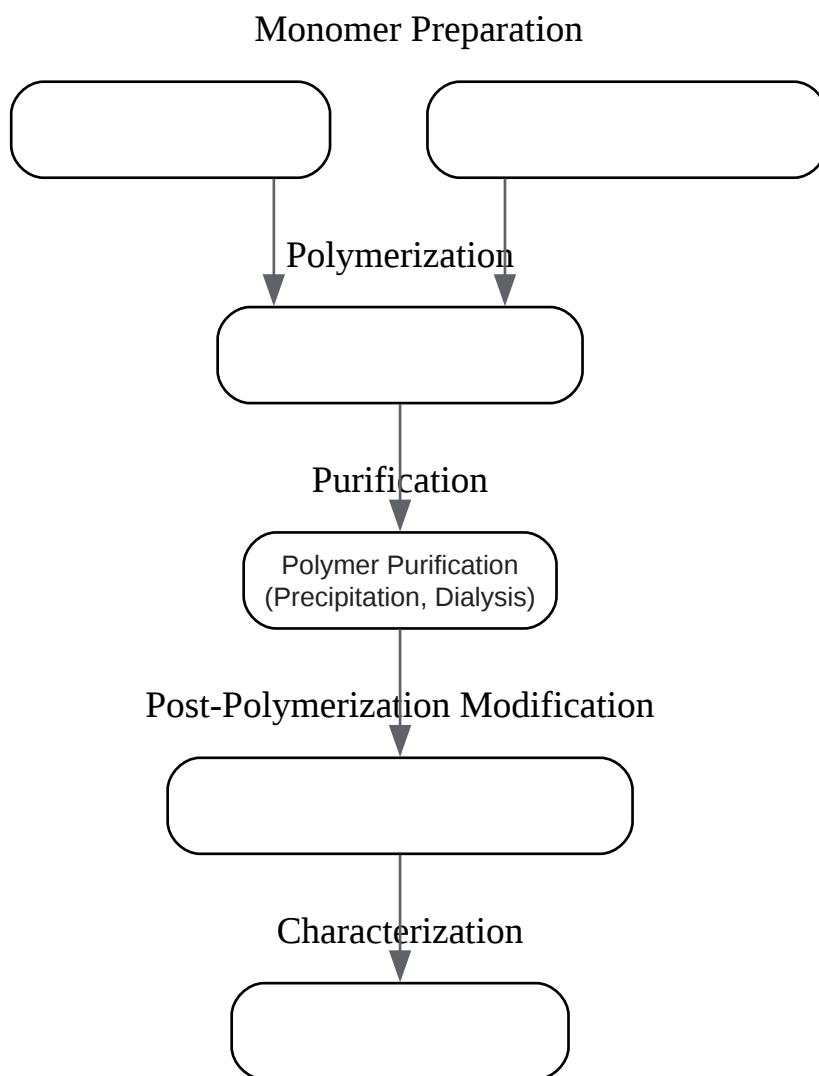 Monomer Preparation
Polymerization
Purification
Polymer Purification
(Precipitation, Dialysis)
Post-Polymerization Modification
Characterization